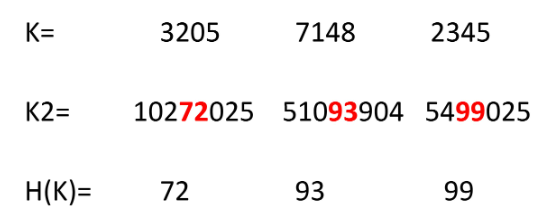 K= 3205 7148 2345
K2= 10272025 51093904 5499025
H(K)= 72 93 99